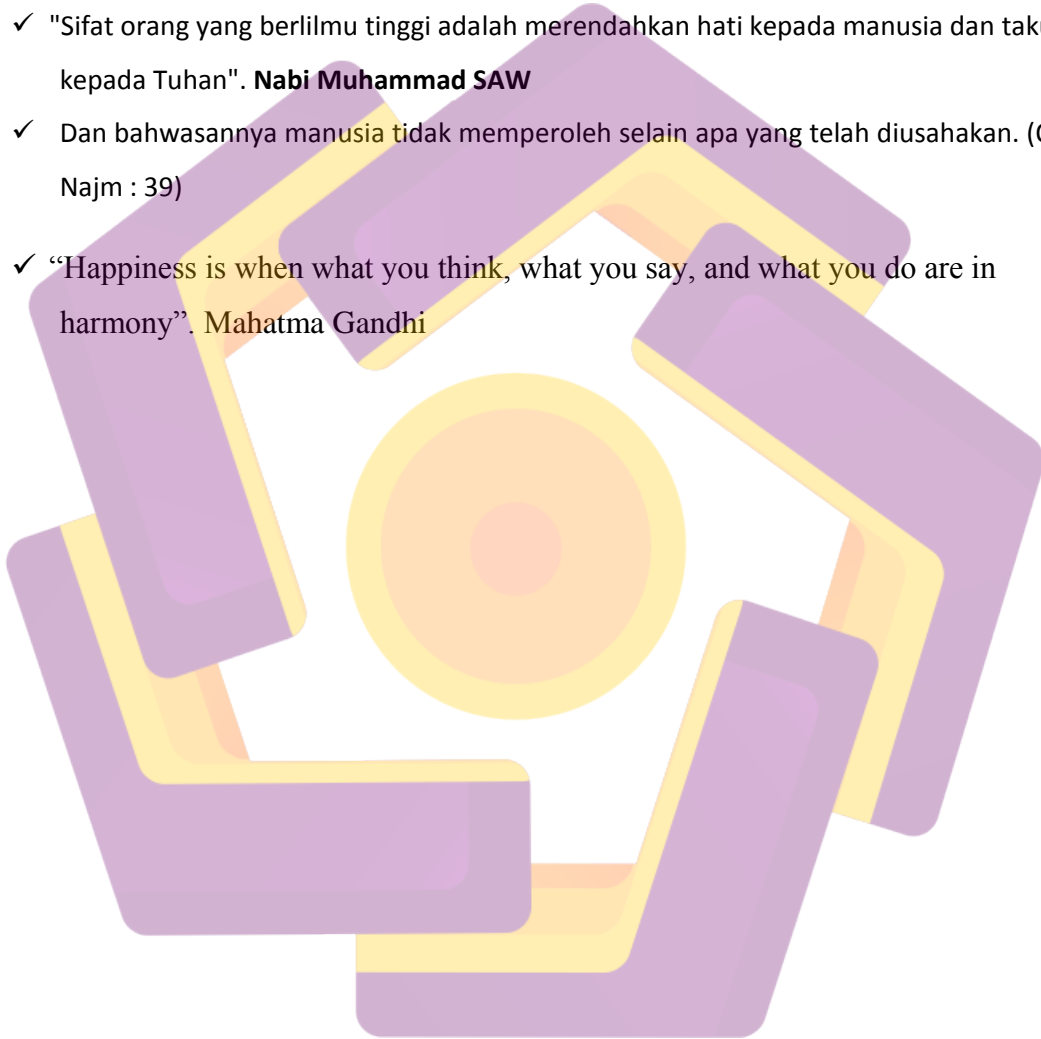 ✓ "Sifat orang yang berlilmu tinggi adalah merendahkan hati kepada manusia dan
kepada Tuhan". Nabi Muhammad SAW
✓ Dan bahwasannya manusia tidak memperoleh selain apa yang telah diusahakan.
Najm : 39)
✓ “Happiness is when what you think, what you say, and what you do are in
harmony”. Mahatma Gandhi